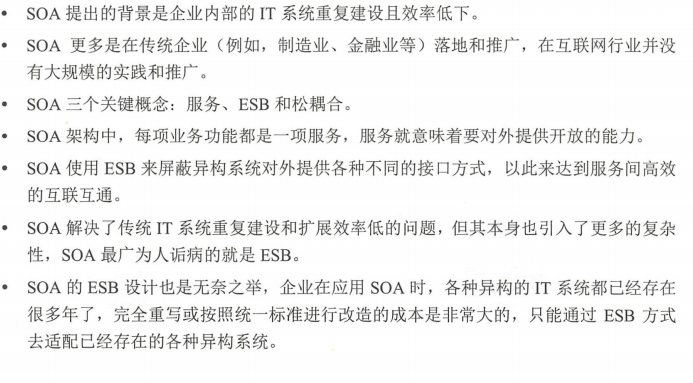 • SOA 提出的背景是企业内部的 IT 系统重复建设且效率低下。
• SOA 更多是在传统企业（例如，制造业、金融业等）落地和推广，在互联网行业并没
有大规模的实践和推广。
• SOA 三个关键概念：服务、ESB 和松耦合。
• SOA 架构中，每项业务功能都是一项服务，服务就意味着要对外提供开放的能力。
• SOA 使用 ESB 来屏蔽异构系统对外提供各种不同的接口方式，以此来达到服务间高效
的互联互通。
• SOA 解决了传统 IT 系统重复建设和扩展效率低的问题，但其本身也引入了更多的复杂
性，SOA 最广为人诟病的就是 ESB。
• SOA 的 ESB 设计也是无奈之举，企业在应用 SOA 时，各种异构的 IT 系统都已经存在
很多年了，完全重写或按照统一标准进行改造的成本是非常大的，只能通过 ESB 方式
去适配已经存在的各种异构系统。